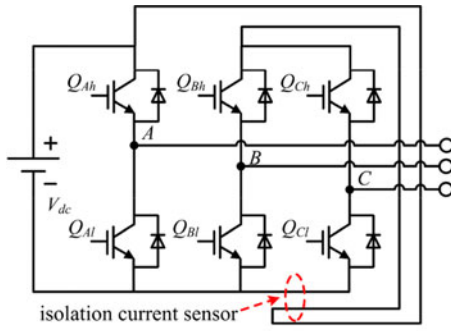 Q_Ah
Q_Bh
Q_Ch
A
B
C
+
−
V_dc
Q_Al
Q_Bl
Q_Cl
isolation current sensor